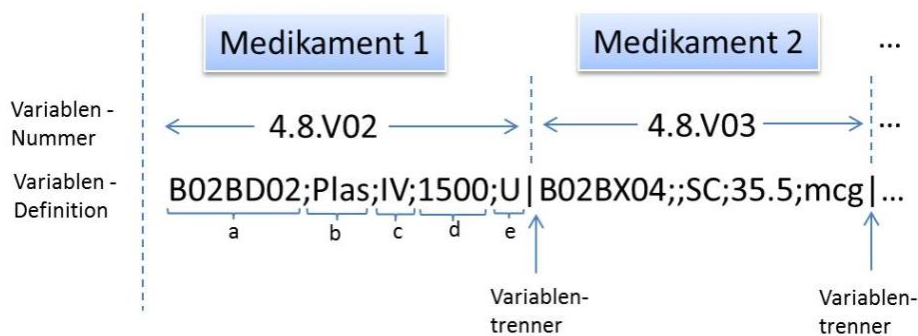 Medikament 1
Medikament 2
...
Variablen -
Nummer
4.8.V02
4.8.V03
...
Variablen -
Definition
B02BD02;Plas;IV;1500;U|B02BX04;;SC;35.5;mcg|...
a
b
c
d
e
Variablen-
trenner
Variablen-
trenner